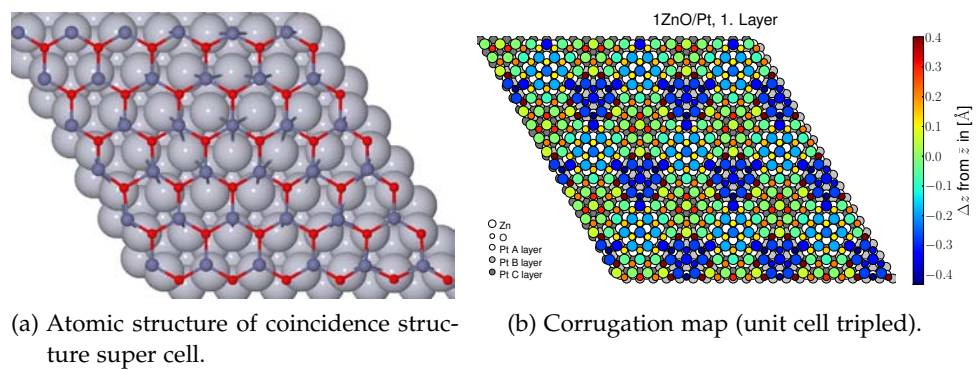 1ZnO/Pt, 1. Layer
0.4
0.3
0.2
0.1
0.0
−0.1
−0.2
−0.3
−0.4
Δz from z̄ in [Å]
Zn
O
Pt A layer
Pt B layer
Pt C layer
(a) Atomic structure of coincidence struc-
ture super cell.
(b) Corrugation map (unit cell tripled).